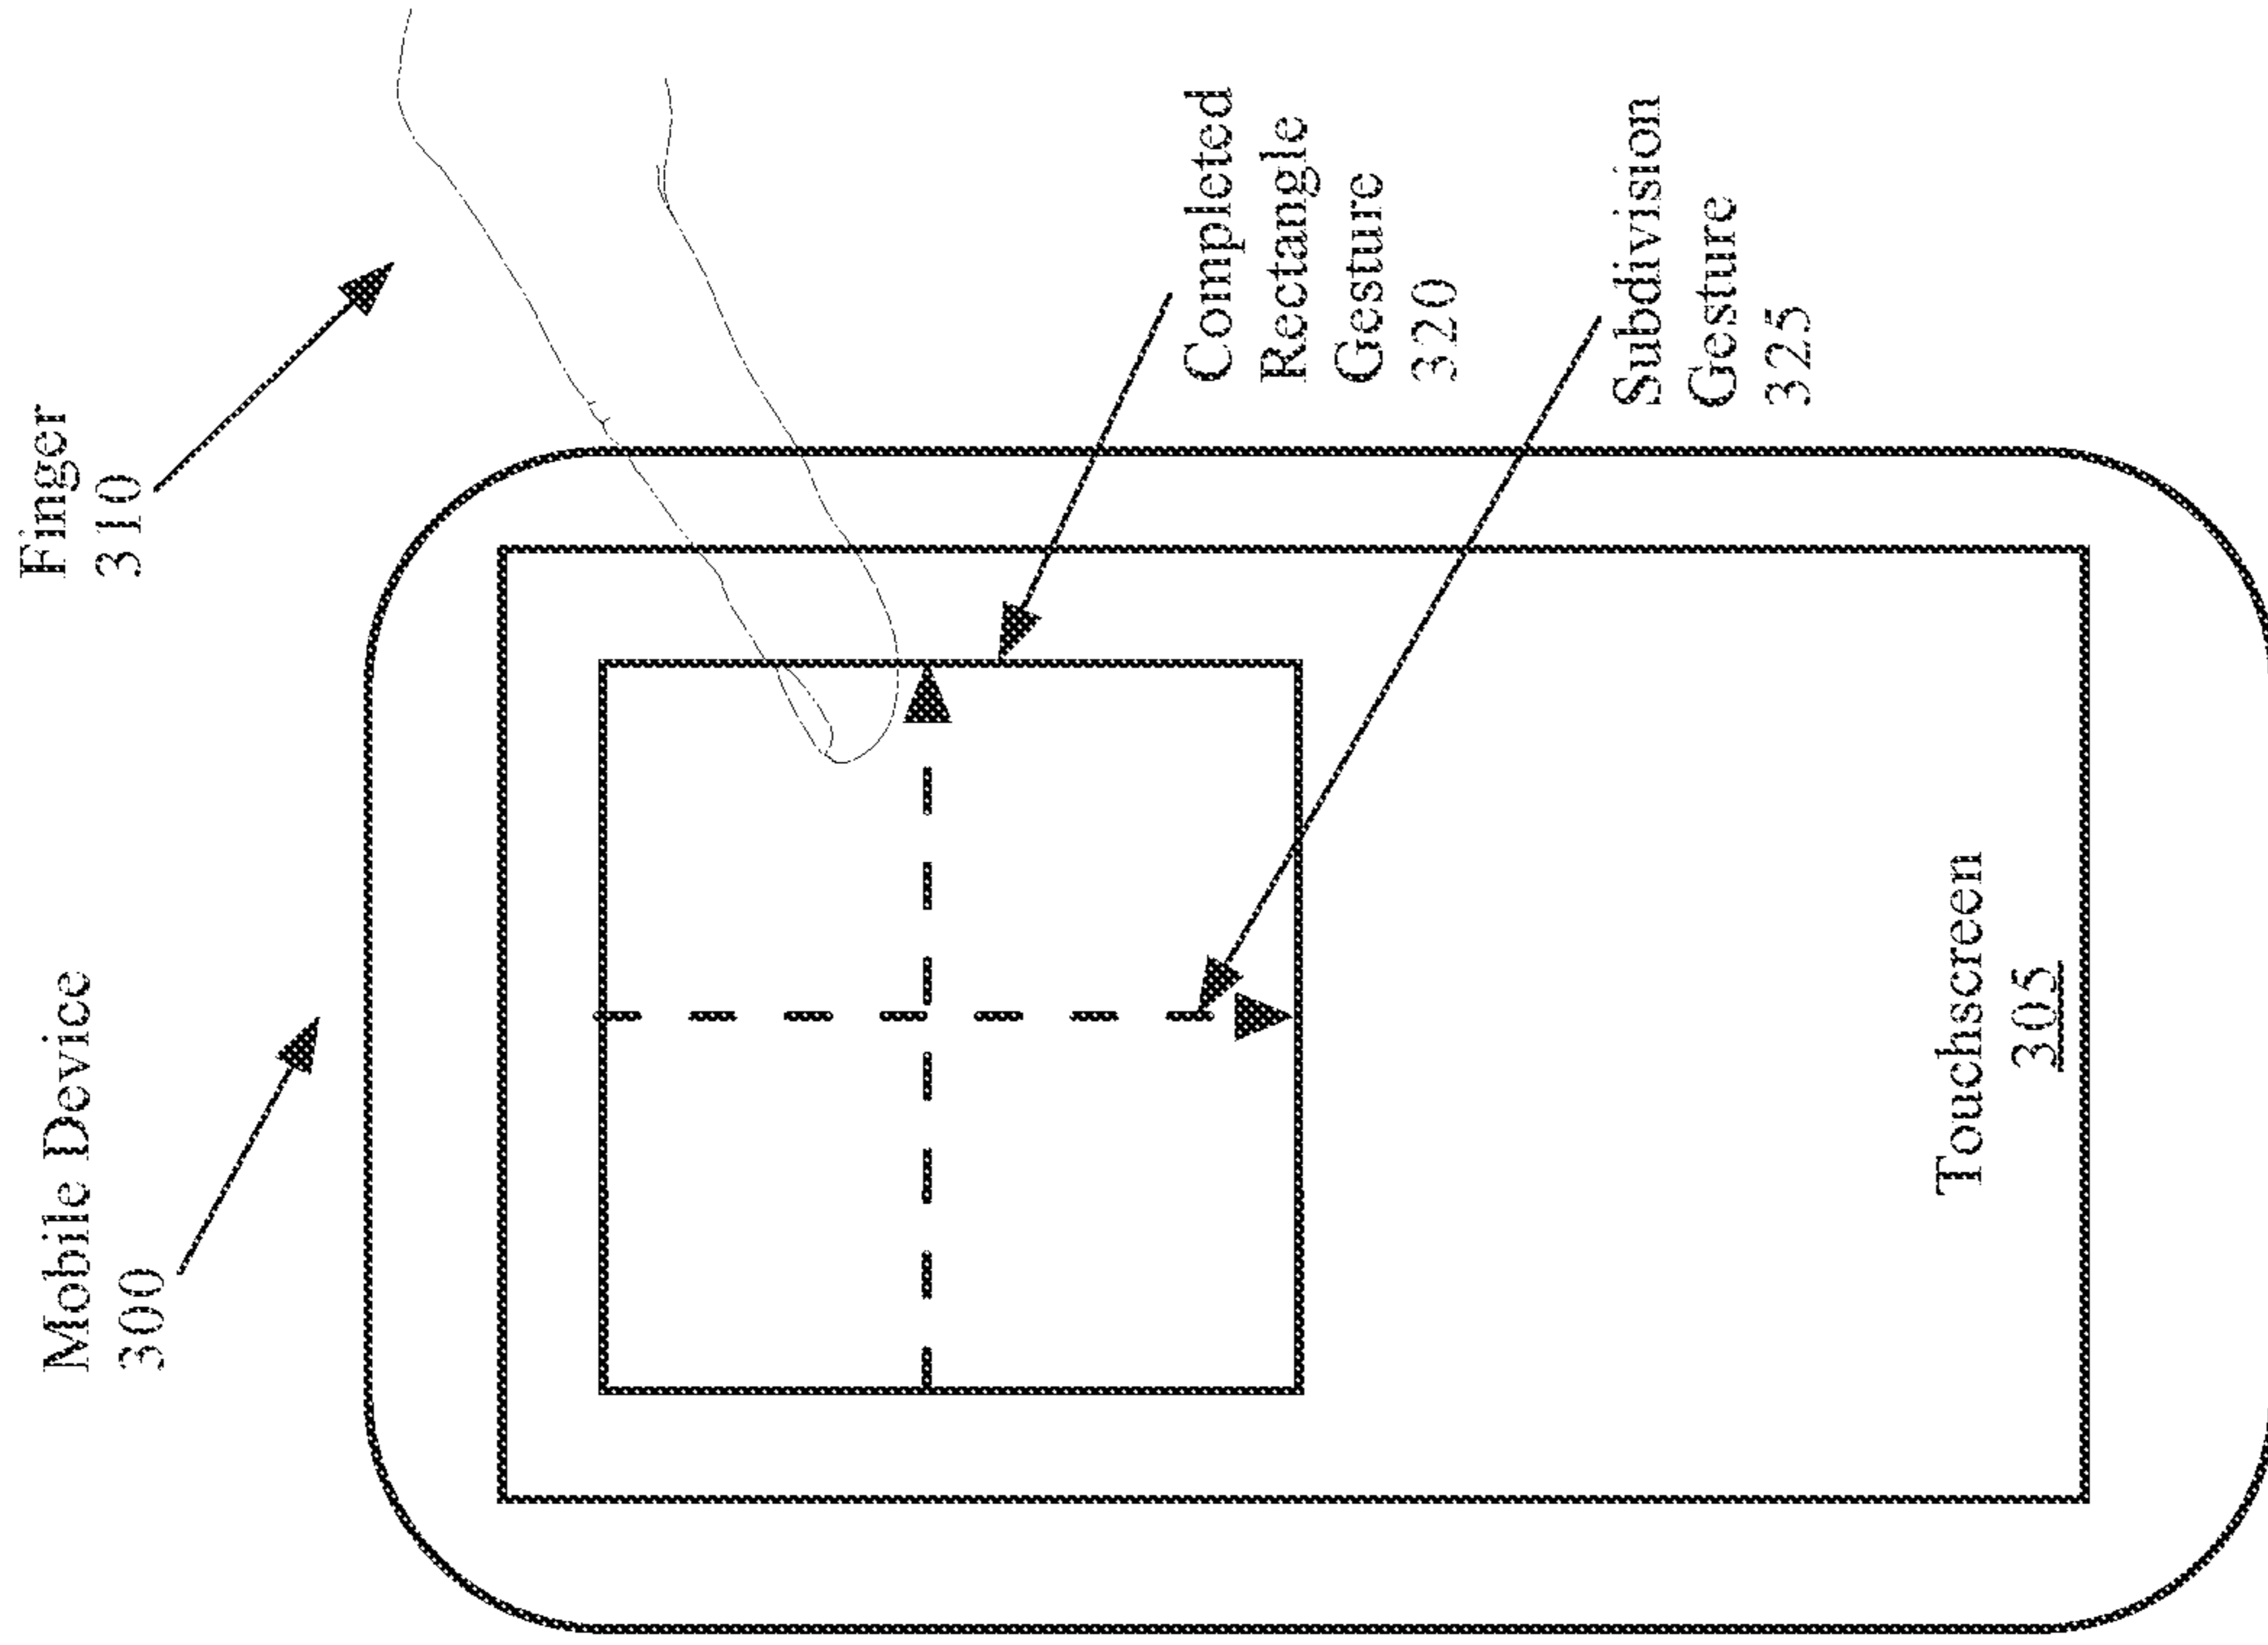 Mobile Device
300
Finger
310
Completed
Rectangle
Gesture
320
Subdivision
Gesture
325
Touchscreen
305